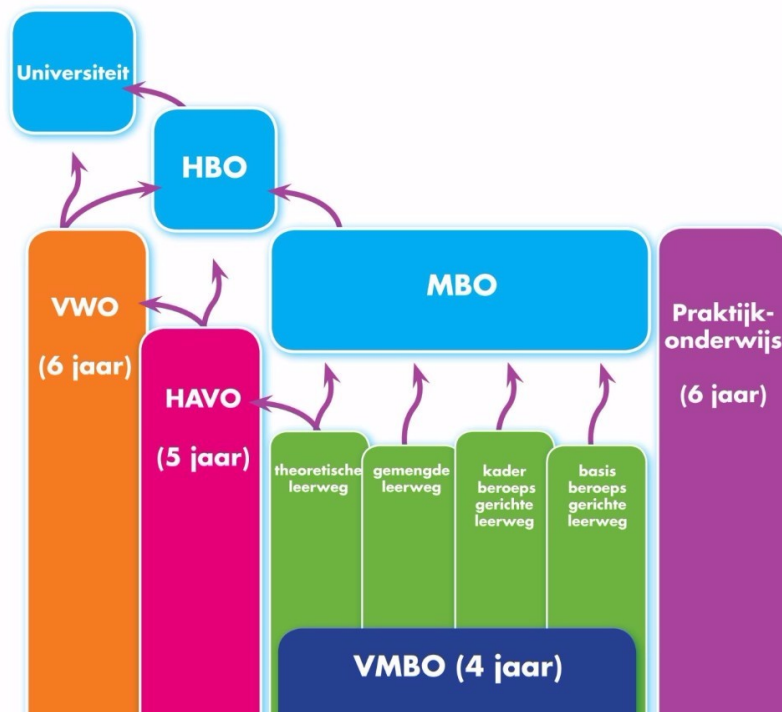 Universiteit
HBO
VWO
(6 jaar)
HAVO
(5 jaar)
MBO
Praktijk-
onderwijs
(6 jaar)
theoretische
leerweg
gemengde
leerweg
kader
beroeps
gerichte
leerweg
basis
beroeps
gerichte
leerweg
VMBO (4 jaar)